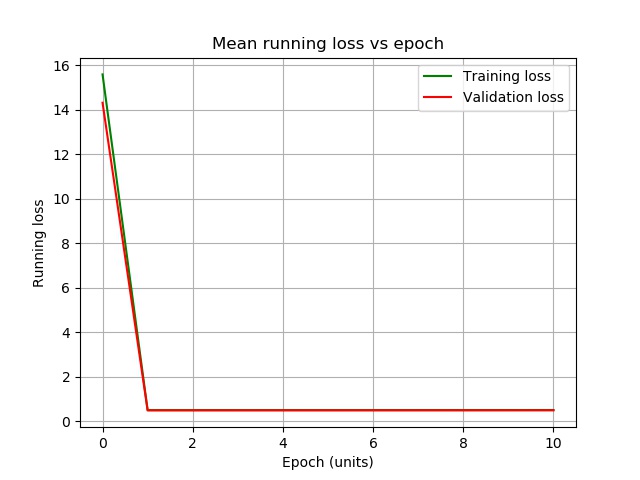 Mean running loss vs epoch
Training loss
Validation loss
16
14
12
10
8
6
4
2
0
Running loss
0 2 4 6 8 10
Epoch (units)